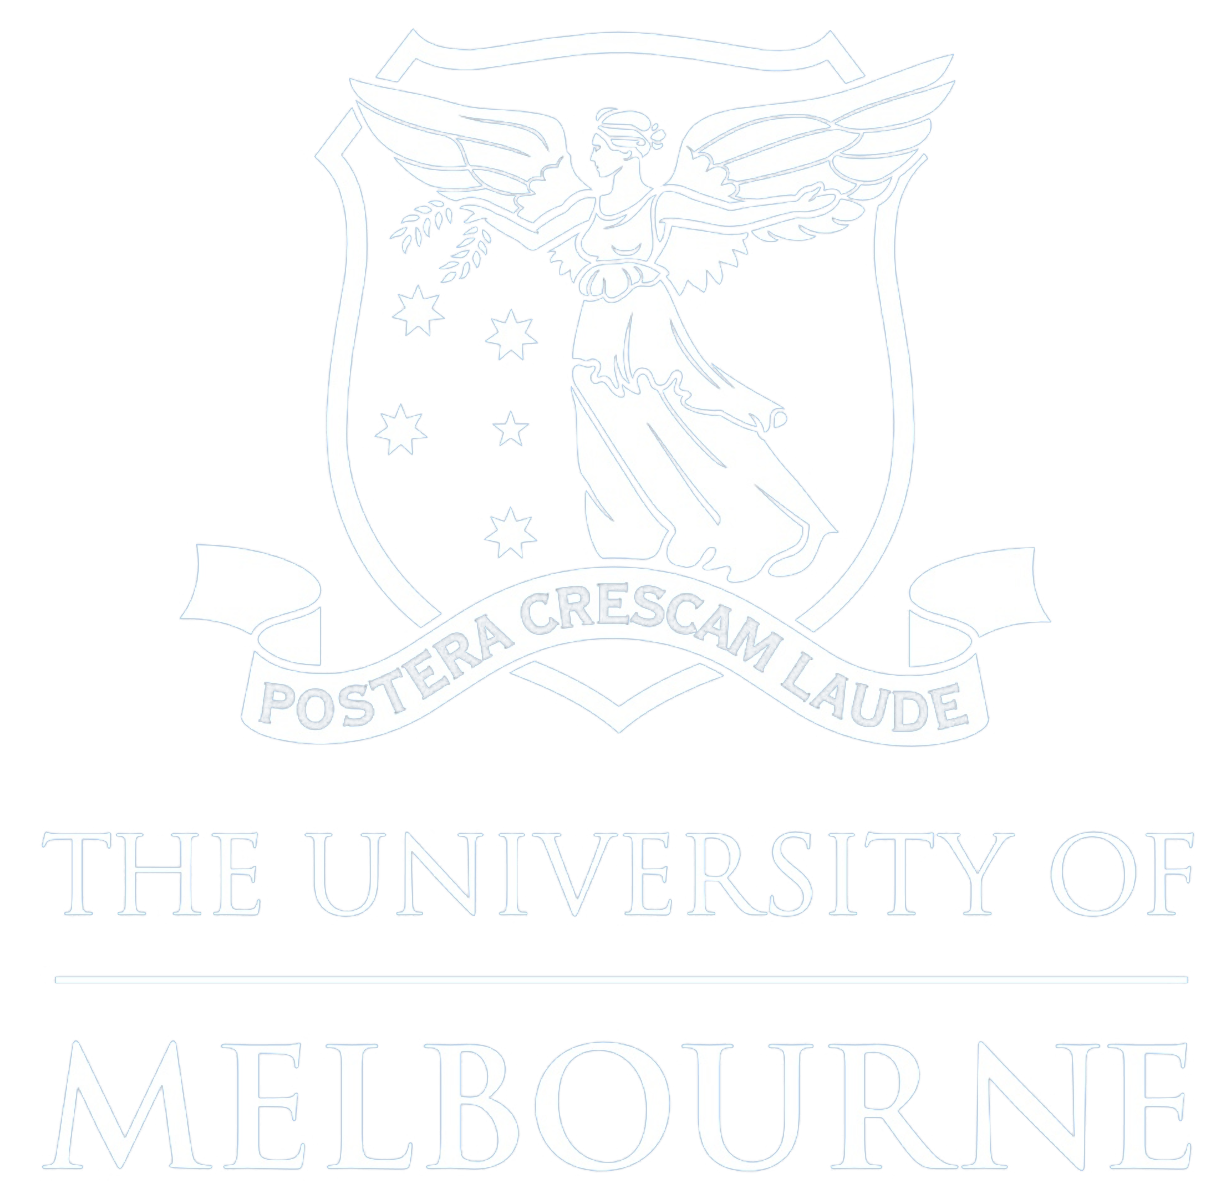 POSTERA CRESCAM LAUDE
THE UNIVERSITY OF
MELBOURNE